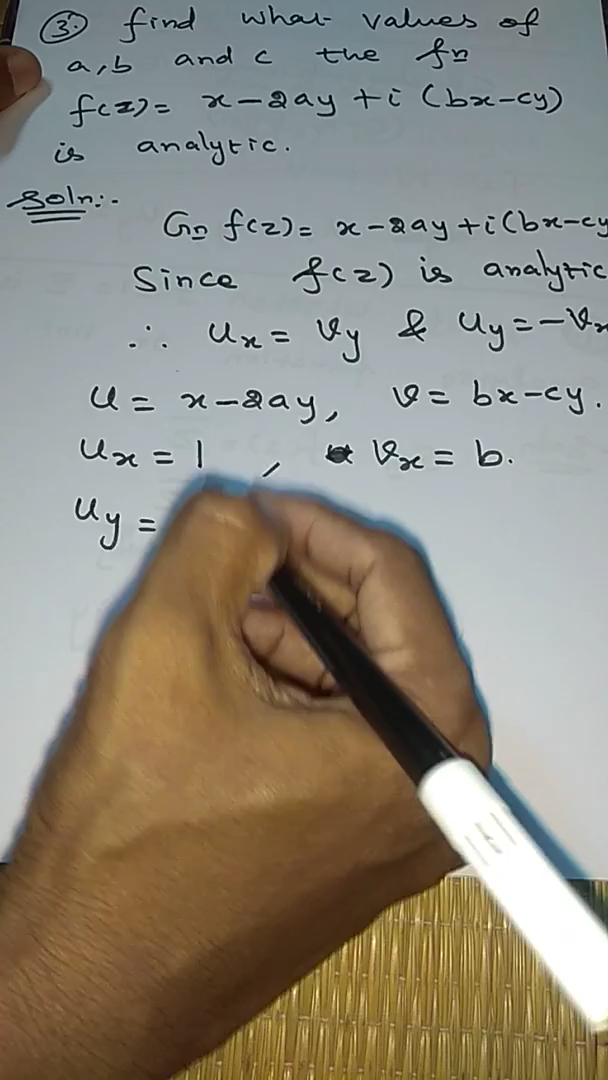 ③. find what values of
a,b and c the fn
f(z)= x-2ay+i(bx-cy)
is analytic.
Soln:-
Gn f(z)= x-2ay+i(bx-cy
Since f(z) is analytic
∴ ux = vy & uy=-vx
u= x-2ay, v= bx-cy.
ux = 1, vx = b.
uy =